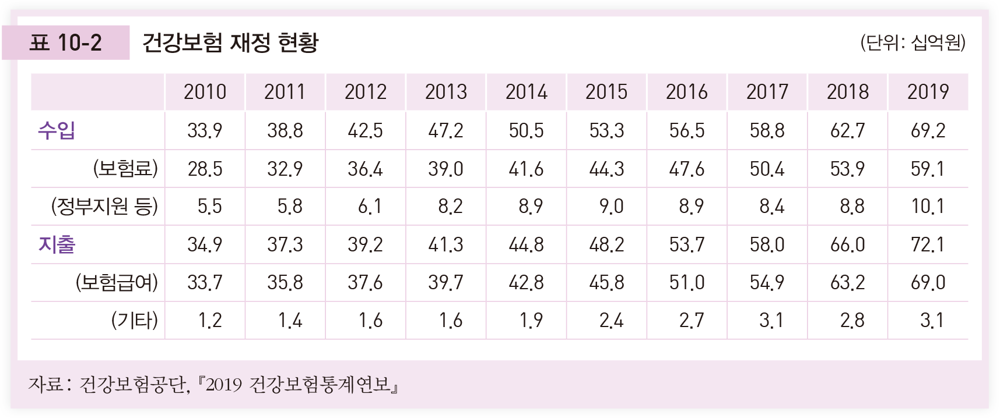 표 10-2 건강보험 재정 현황 (단위: 십억원)
2010 2011 2012 2013 2014 2015 2016 2017 2018 2019
수입 33.9 38.8 42.5 47.2 50.5 53.3 56.5 58.8 62.7 69.2
(보험료) 28.5 32.9 36.4 39.0 41.6 44.3 47.6 50.4 53.9 59.1
(정부지원 등) 5.5 5.8 6.1 8.2 8.9 9.0 8.9 8.4 8.8 10.1
지출 34.9 37.3 39.2 41.3 44.8 48.2 53.7 58.0 66.0 72.1
(보험급여) 33.7 35.8 37.6 39.7 42.8 45.8 51.0 54.9 63.2 69.0
(기타) 1.2 1.4 1.6 1.6 1.9 2.4 2.7 3.1 2.8 3.1
자료: 건강보험공단, 『2019 건강보험통계연보』